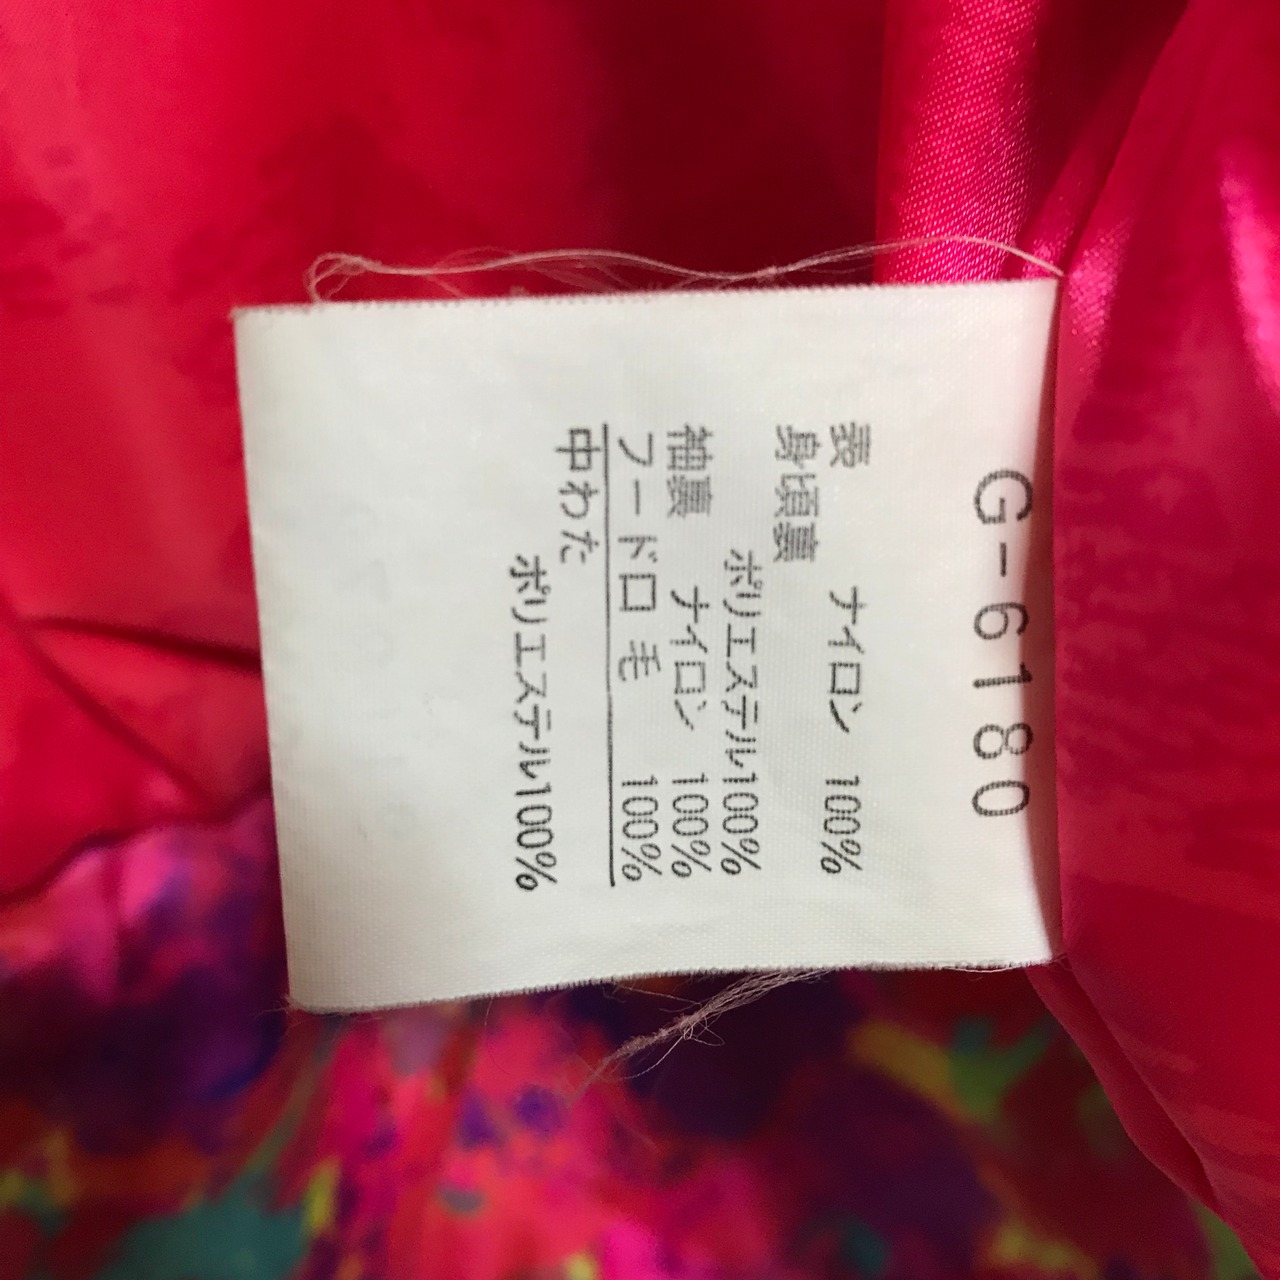 G-6180
表 ナイロン 100%
身頃裏
ポリエステル100%
袖裏 ナイロン 100%
フードロ 毛 100%
中わた
ポリエステル100%